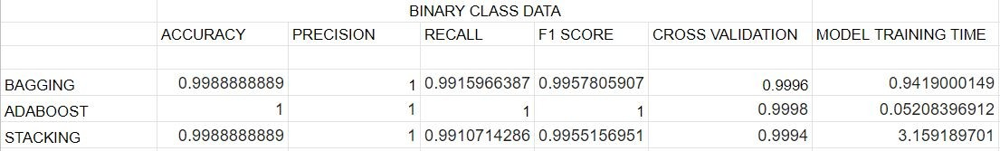 BINARY CLASS DATA
ACCURACY PRECISION RECALL F1 SCORE CROSS VALIDATION MODEL TRAINING TIME
BAGGING 0.9988888889 1 0.9915966387 0.9957805907 0.9996 0.9419000149
ADABOOST 1 1 1 1 0.9998 0.05208396912
STACKING 0.9988888889 1 0.9910714286 0.9955156951 0.9994 3.159189701